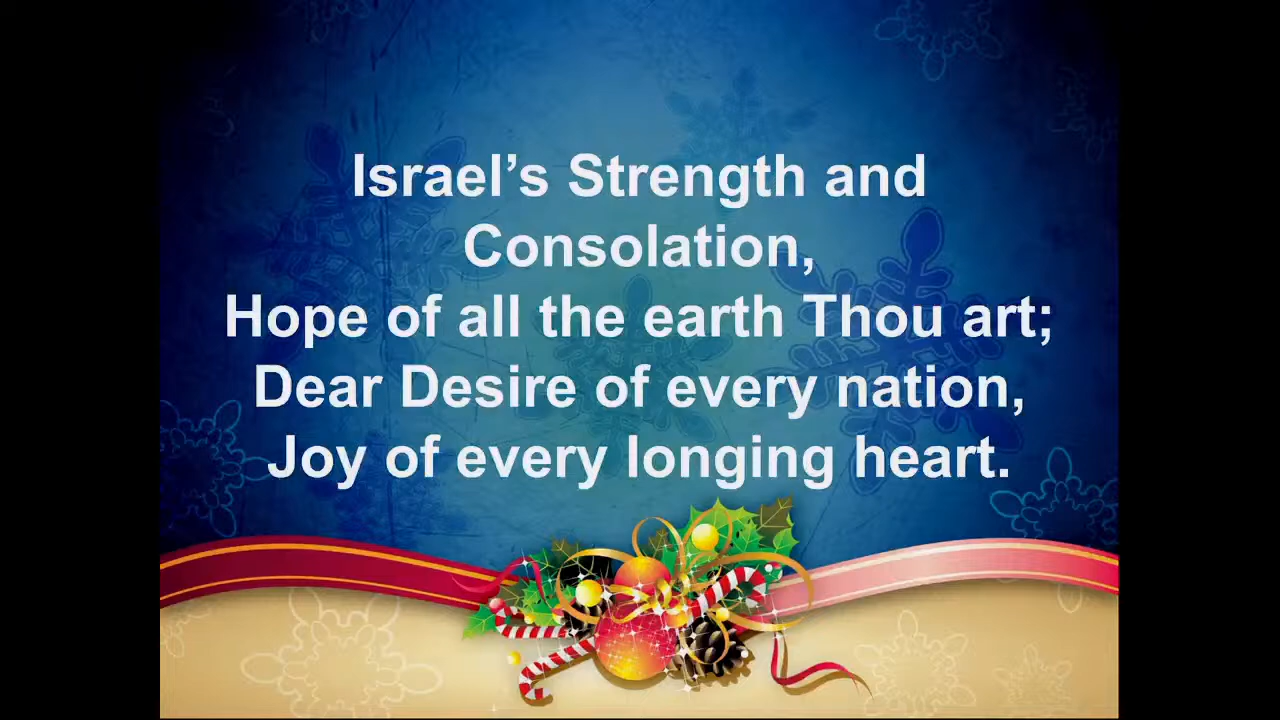 Israel’s Strength and
Consolation,
Hope of all the earth Thou art;
Dear Desire of every nation,
Joy of every longing heart.